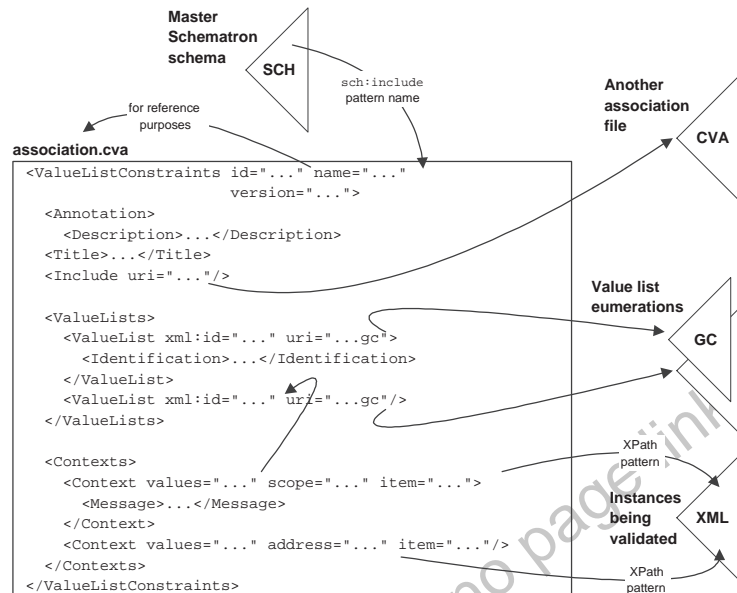 Master
Schematron
schema
SCH
sch:include
pattern name
for reference
purposes
Another
association
file
CVA
association.cva
<ValueListConstraints id="..." name="..."
version="...">
<Annotation>
<Description>...</Description>
<Title>...</Title>
<Include uri="..."/>
<ValueLists>
<ValueList xml:id="..." uri="...gc">
<Identification>...</Identification>
</ValueList>
<ValueList xml:id="..." uri="...gc"/>
</ValueLists>
Value list
eumerations
GC
<Contexts>
<Context values="..." scope="..." item="...">
<Message>...</Message>
</Context>
<Context values="..." address="..." item="..."/>
</Contexts>
</ValueListConstraints>
XPath
pattern
Instances
being
validated
XML
XPath
pattern
no page link